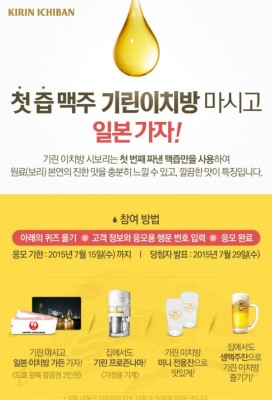 KIRIN ICHIBAN
첫 즙 맥주 기린이치방 마시고
일본 가자!
기린 이치방 시보리는 첫 번째 짜낸 맥즙만을 사용하여
원료(보리) 본연의 진한 맛을 충분히 느낄 수 있고, 깔끔한 맛이 특징입니다.
참여 방법
아래의 퀴즈 풀기 » 고객 정보와 응모용 행운 번호 입력 » 응모 완료
응모 기한 : 2015년 7월 15일(수) 까지 | 당첨자 발표 : 2015년 7월 29일(수)
기린 마시고
일본 이치방 가든 가자!
<도쿄 왕복 항공권 2인권>
집에서도
기린 프로즌나마!
<가정용 기계>
기린 이치방
미니 전용잔으로
맛있게!
집에서도
생맥주잔으로
기린 이치방
즐기기!